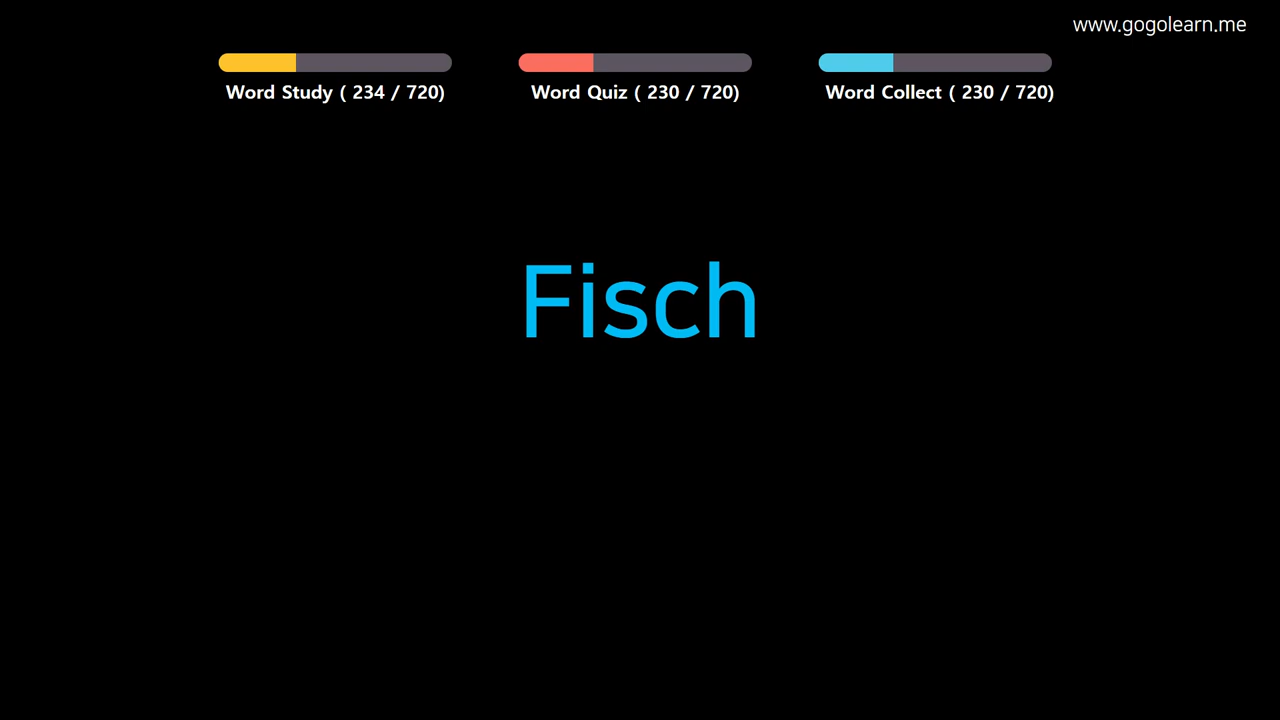 www.gogolearn.me
Word Study ( 234 / 720)
Word Quiz ( 230 / 720)
Word Collect ( 230 / 720)
Fisch